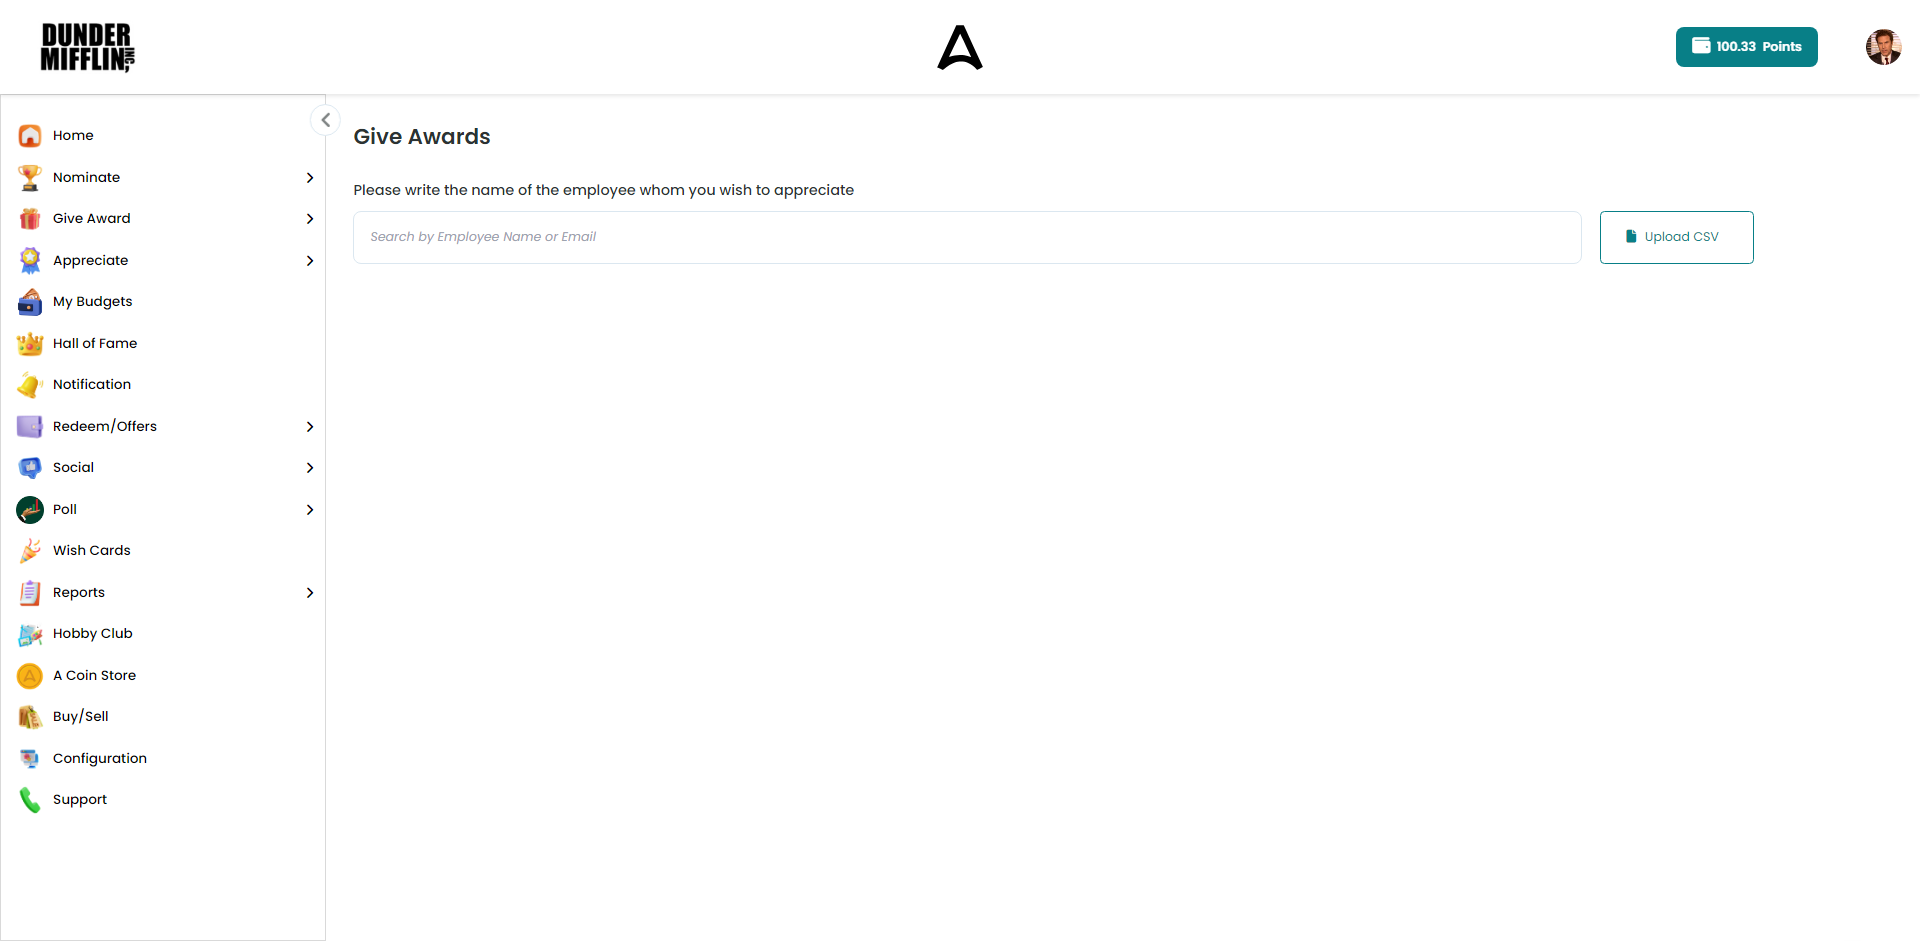 DUNDER
MIFFLIN INC,
100.33 Points
Home
Nominate
Give Award
Appreciate
My Budgets
Hall of Fame
Notification
Redeem/Offers
Social
Poll
Wish Cards
Reports
Hobby Club
A Coin Store
Buy/Sell
Configuration
Support
Give Awards
Please write the name of the employee whom you wish to appreciate
Search by Employee Name or Email
Upload CSV